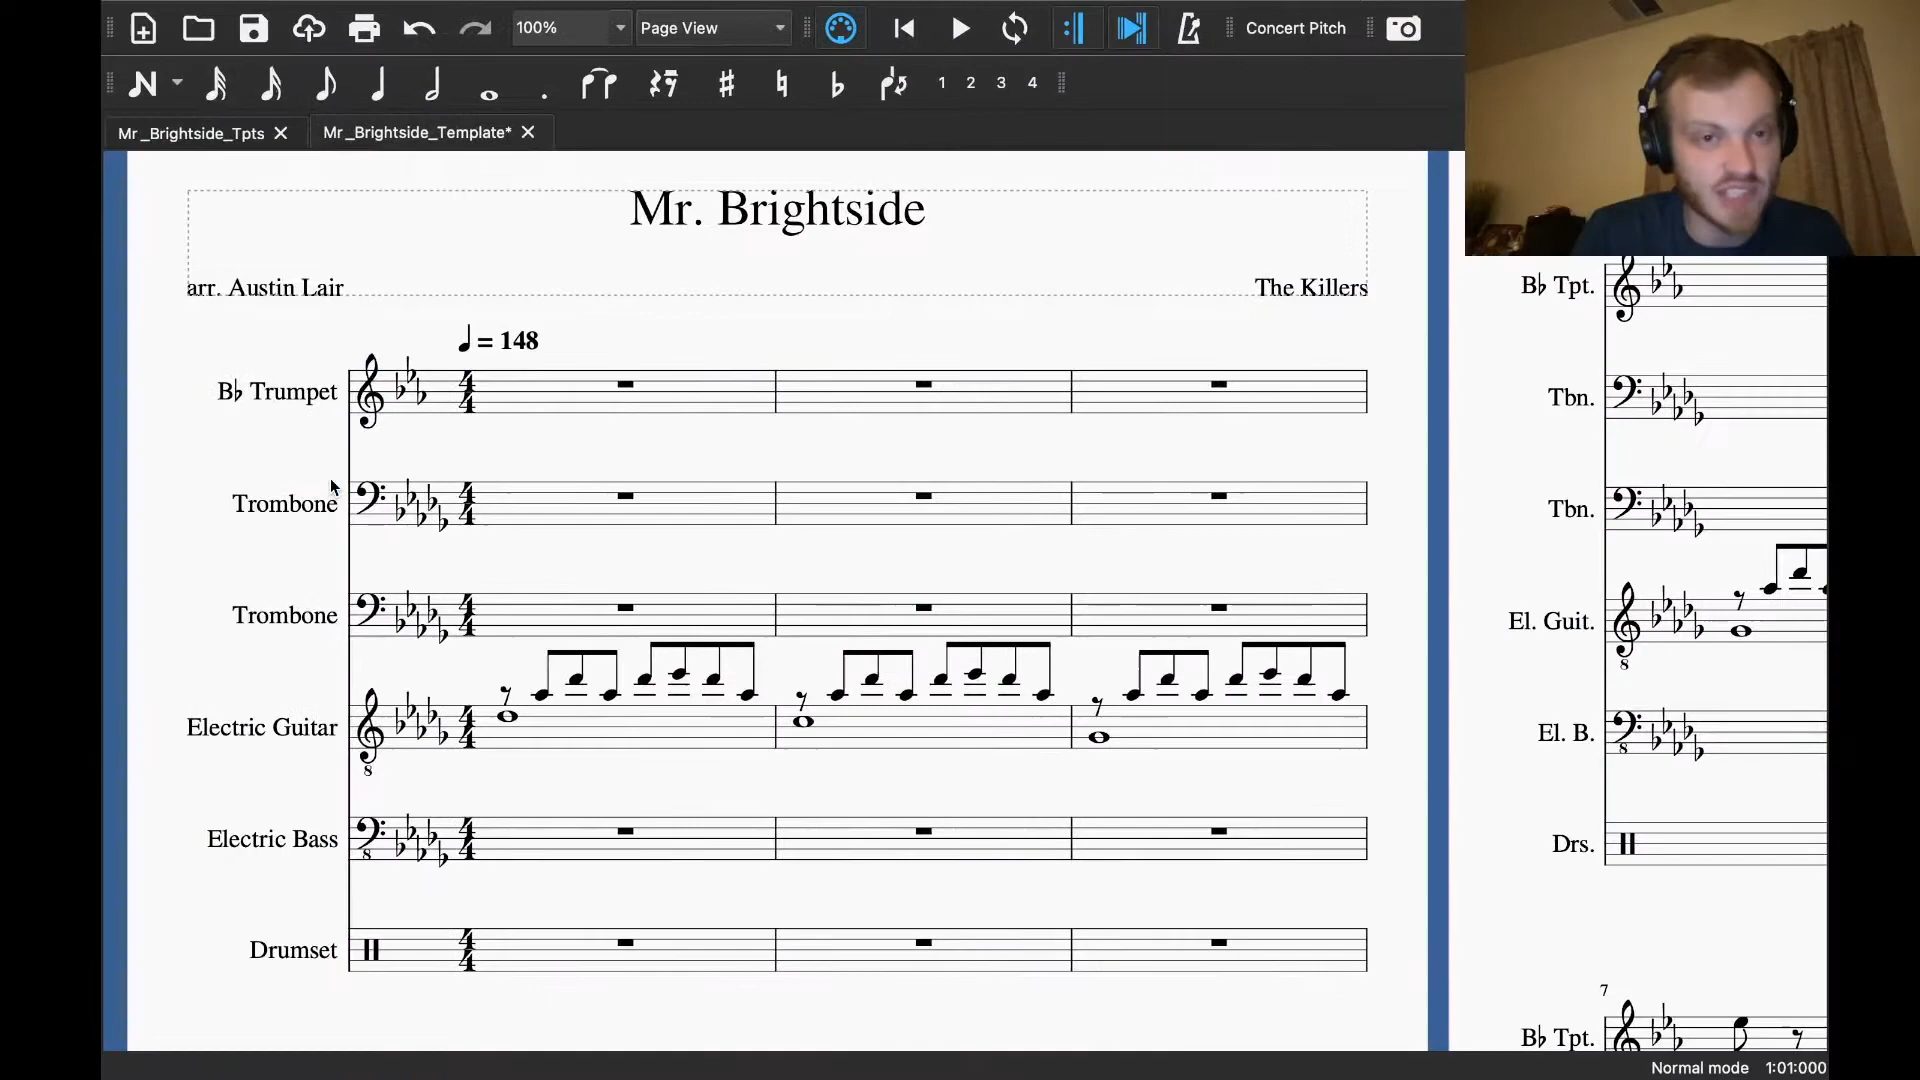 100% Page View Concert Pitch
1 2 3 4
Mr_Brightside_Tpts Mr_Brightside_Template*
Mr. Brightside
arr. Austin Lair The Killers
= 148
B♭ Trumpet
Trombone
Trombone
Electric Guitar
Electric Bass
Drumset
B♭ Tpt.
Tbn.
Tbn.
El. Guit.
El. B.
Drs.
7
B♭ Tpt.
Normal mode 1:01:000